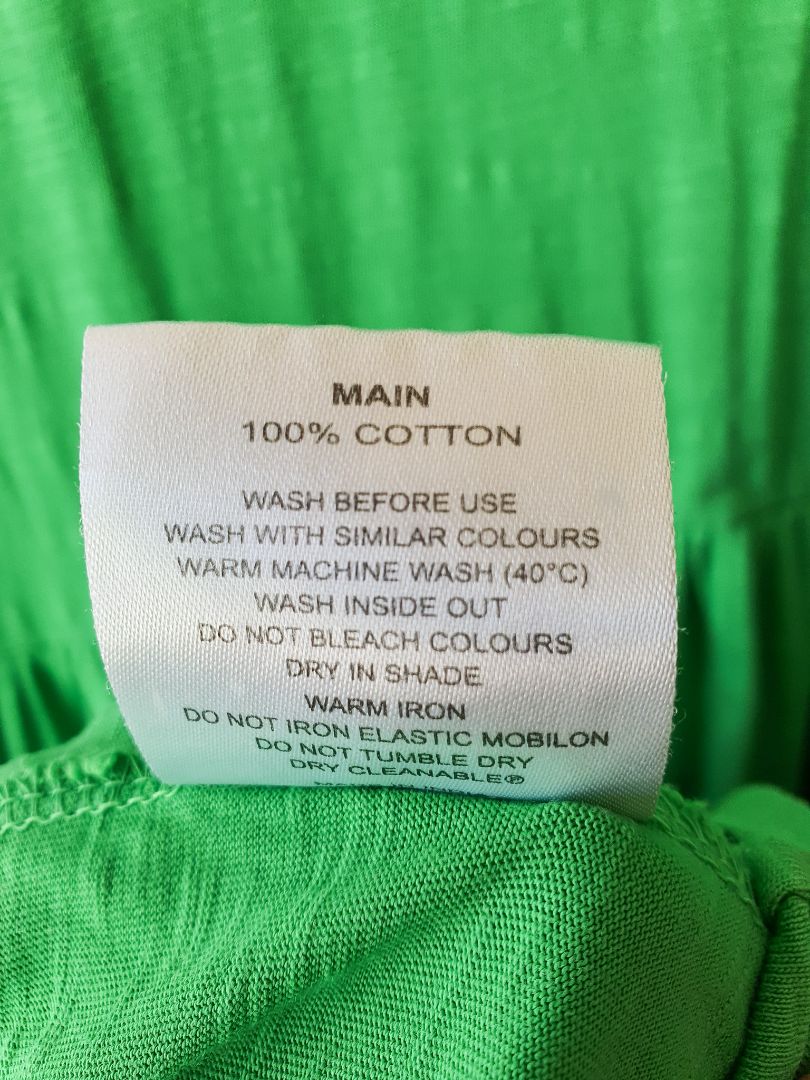 MAIN
100% COTTON
WASH BEFORE USE
WASH WITH SIMILAR COLOURS
WARM MACHINE WASH (40°C)
WASH INSIDE OUT
DO NOT BLEACH COLOURS
DRY IN SHADE
WARM IRON
DO NOT IRON ELASTIC MOBILON
DO NOT TUMBLE DRY
DRY CLEANABLE®